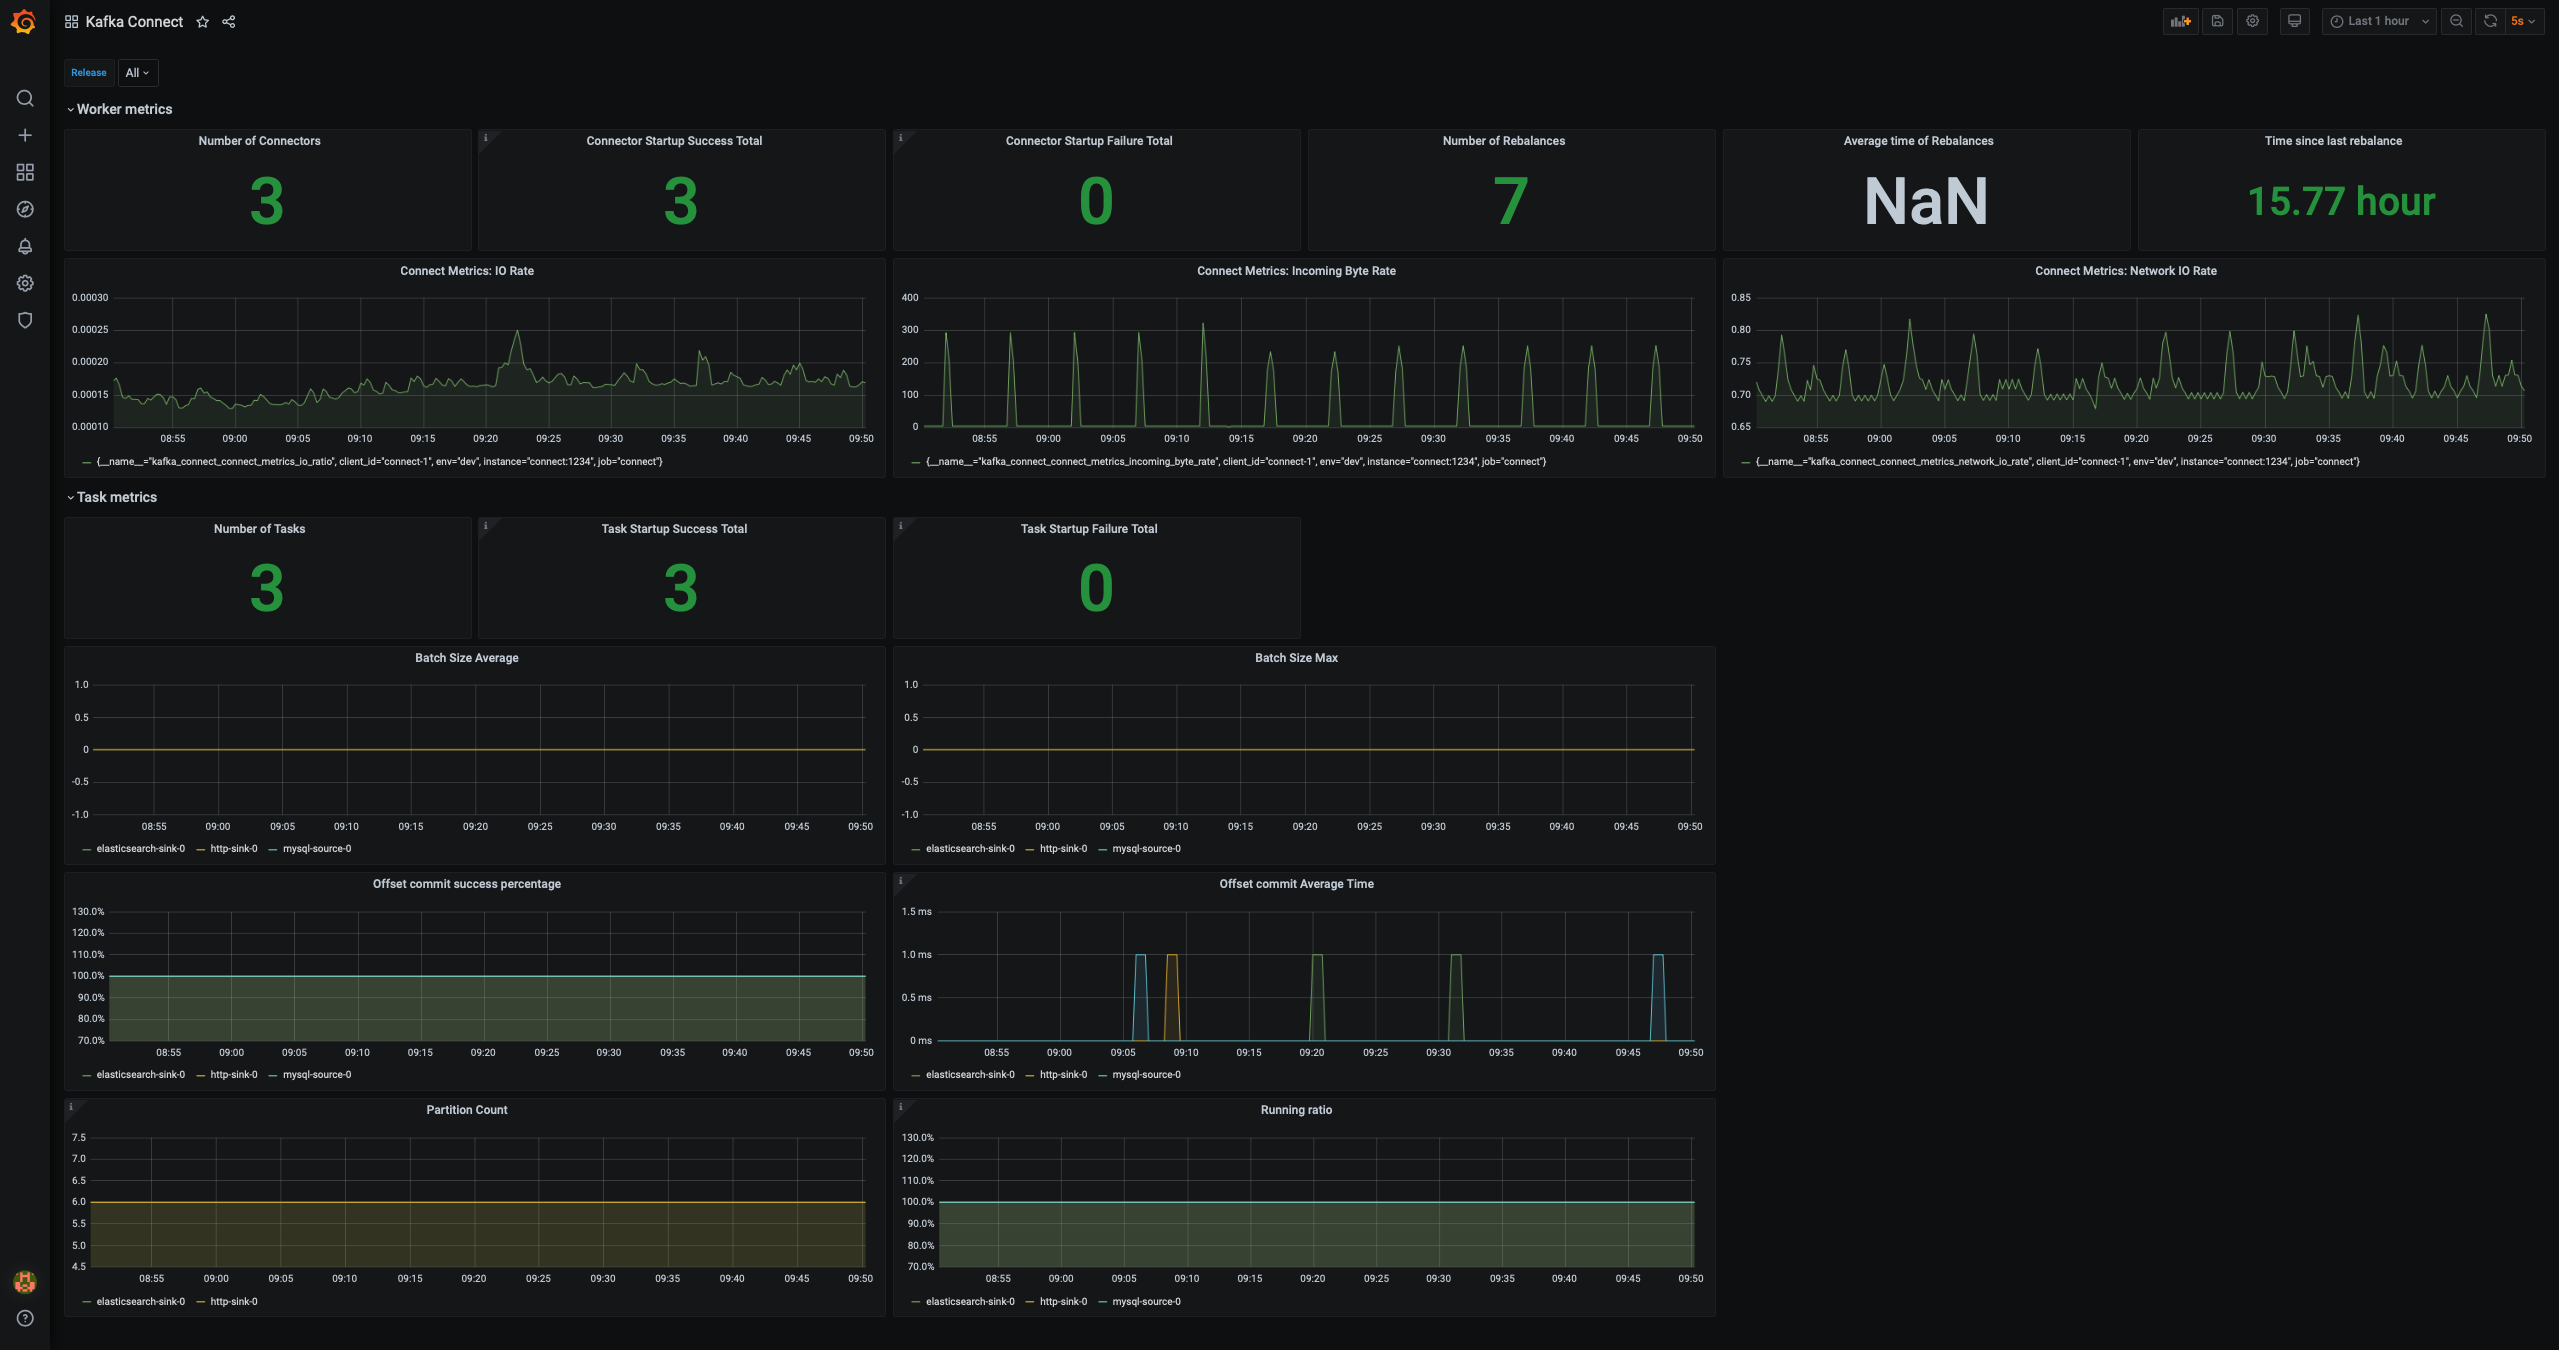 Kafka Connect
Last 1 hour
5s
Release
All
Worker metrics
Number of Connectors
3
Connector Startup Success Total
3
Connector Startup Failure Total
0
Number of Rebalances
7
Average time of Rebalances
NaN
Time since last rebalance
15.77 hour
Connect Metrics: IO Rate
0.00030
0.00025
0.00020
0.00015
0.00010
08:55 09:00 09:05 09:10 09:15 09:20 09:25 09:30 09:35 09:40 09:45 09:50
{__name__="kafka_connect_connect_metrics_io_ratio", client_id="connect-1", env="dev", instance="connect:1234", job="connect"}
Connect Metrics: Incoming Byte Rate
400
300
200
100
0
08:55 09:00 09:05 09:10 09:15 09:20 09:25 09:30 09:35 09:40 09:45 09:50
{__name__="kafka_connect_connect_metrics_incoming_byte_rate", client_id="connect-1", env="dev", instance="connect:1234", job="connect"}
Connect Metrics: Network IO Rate
0.85
0.80
0.75
0.70
0.65
08:55 09:00 09:05 09:10 09:15 09:20 09:25 09:30 09:35 09:40 09:45 09:50
{__name__="kafka_connect_connect_metrics_network_io_rate", client_id="connect-1", env="dev", instance="connect:1234", job="connect"}
Task metrics
Number of Tasks
3
Task Startup Success Total
3
Task Startup Failure Total
0
Batch Size Average
1.0
0.5
0
-0.5
-1.0
08:55 09:00 09:05 09:10 09:15 09:20 09:25 09:30 09:35 09:40 09:45 09:50
elasticsearch-sink-0 http-sink-0 mysql-source-0
Batch Size Max
1.0
0.5
0
-0.5
-1.0
08:55 09:00 09:05 09:10 09:15 09:20 09:25 09:30 09:35 09:40 09:45 09:50
elasticsearch-sink-0 http-sink-0 mysql-source-0
Offset commit success percentage
130.0%
120.0%
110.0%
100.0%
90.0%
80.0%
70.0%
08:55 09:00 09:05 09:10 09:15 09:20 09:25 09:30 09:35 09:40 09:45 09:50
elasticsearch-sink-0 http-sink-0 mysql-source-0
Offset commit Average Time
1.5 ms
1.0 ms
0.5 ms
0 ms
08:55 09:00 09:05 09:10 09:15 09:20 09:25 09:30 09:35 09:40 09:45 09:50
elasticsearch-sink-0 http-sink-0 mysql-source-0
Partition Count
7.5
7.0
6.5
6.0
5.5
5.0
4.5
08:55 09:00 09:05 09:10 09:15 09:20 09:25 09:30 09:35 09:40 09:45 09:50
elasticsearch-sink-0 http-sink-0
Running ratio
130.0%
120.0%
110.0%
100.0%
90.0%
80.0%
70.0%
08:55 09:00 09:05 09:10 09:15 09:20 09:25 09:30 09:35 09:40 09:45 09:50
elasticsearch-sink-0 http-sink-0 mysql-source-0